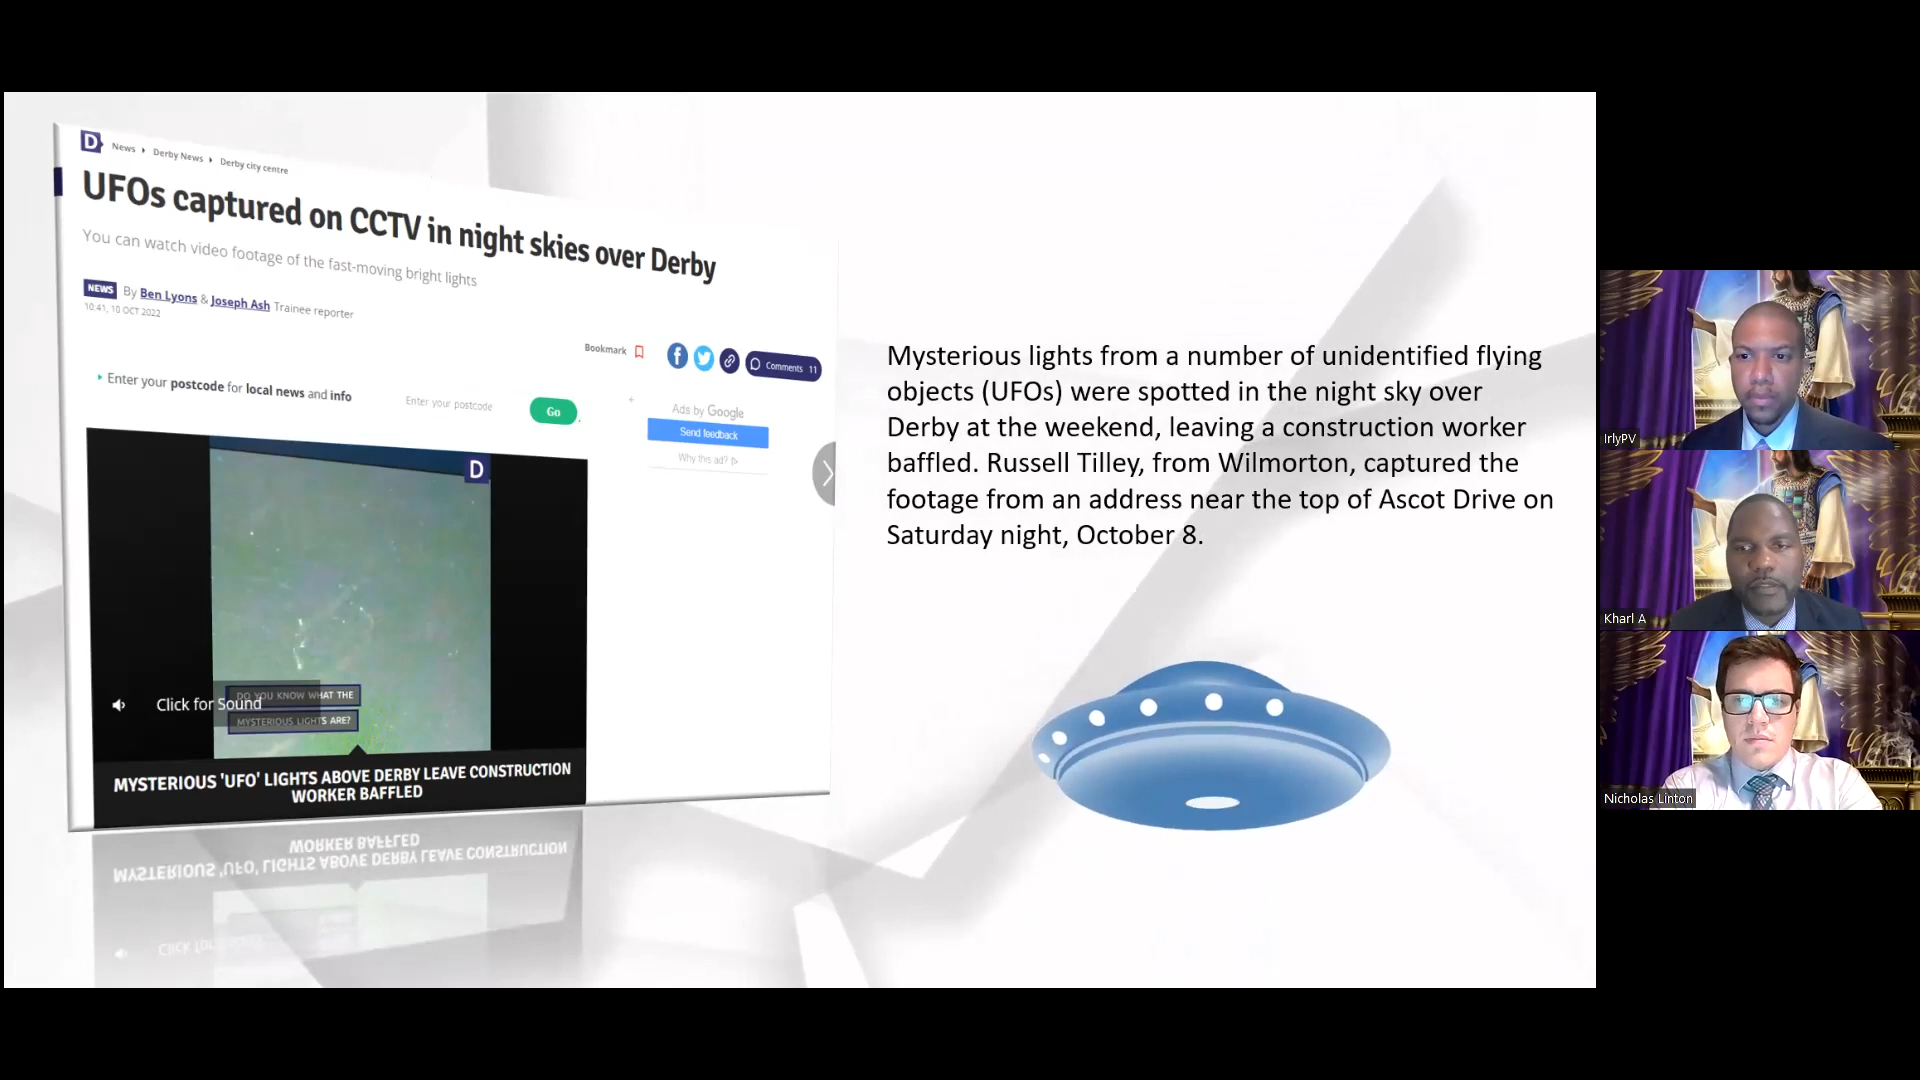 D
News
Derby News
Derby city centre
UFOs captured on CCTV in night skies over Derby
You can watch video footage of the fast-moving bright lights
NEWS By Ben Lyons & Joseph Ash Trainee reporter
10:41, 10 OCT 2022
Bookmark
Comments 11
Enter your postcode for local news and info
Enter your postcode
Go
Ads by Google
Send feedback
Why this ad?
D
DO YOU KNOW WHAT THE
MYSTERIOUS LIGHTS ARE?
Click for Sound
MYSTERIOUS 'UFO' LIGHTS ABOVE DERBY LEAVE CONSTRUCTION
WORKER BAFFLED
Mysterious lights from a number of unidentified flying
objects (UFOs) were spotted in the night sky over
Derby at the weekend, leaving a construction worker
baffled. Russell Tilley, from Wilmorton, captured the
footage from an address near the top of Ascot Drive on
Saturday night, October 8.
IrlyPV
Kharl A
Nicholas Linton